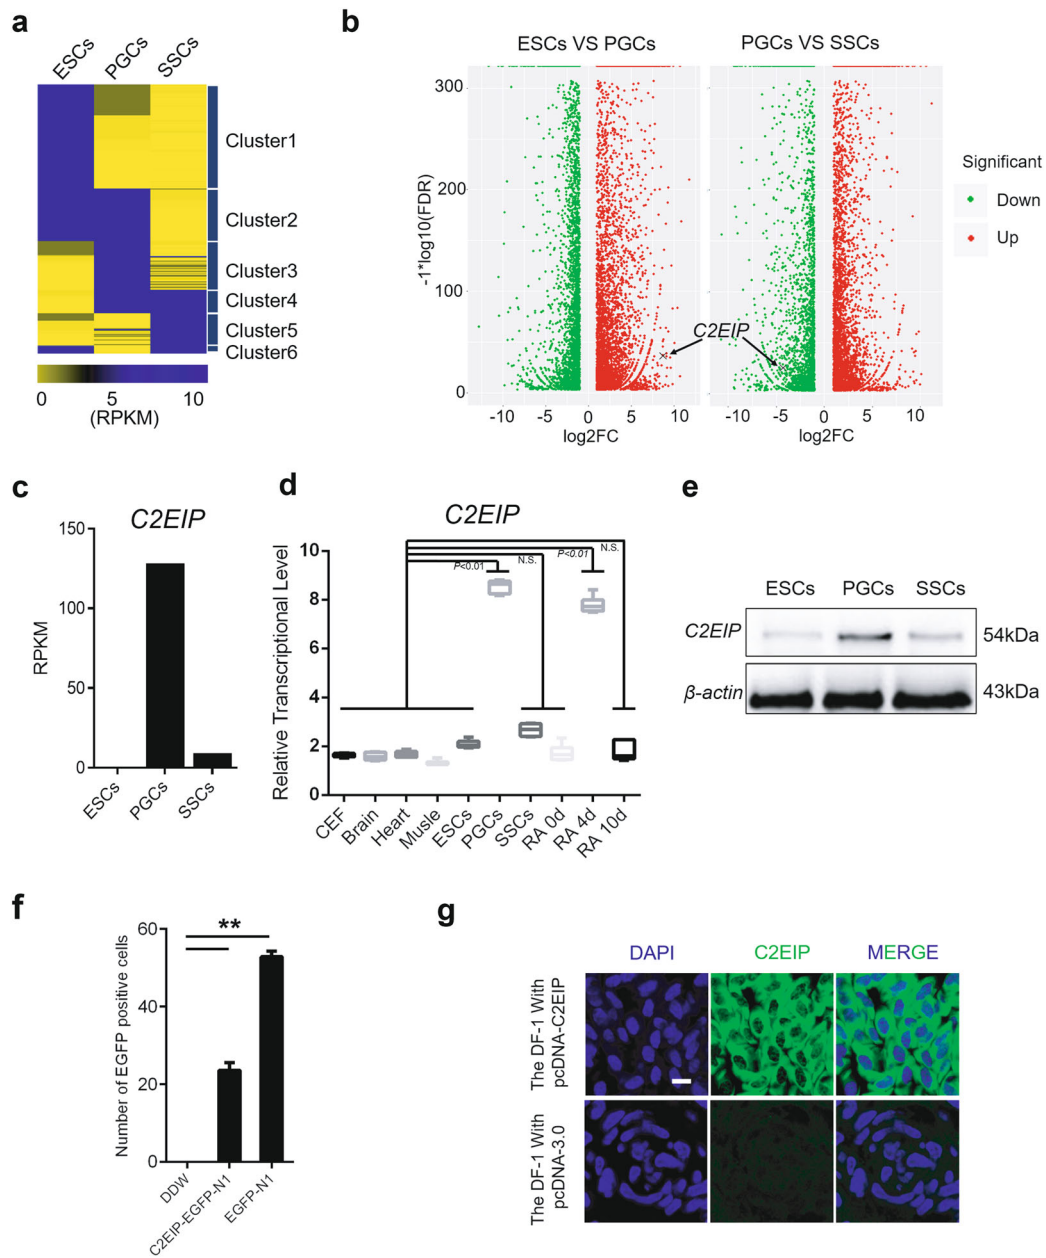 a
ESCs PGCs SSCs
Cluster1
Cluster2
Cluster3
Cluster4
Cluster5
Cluster6
0 5 10
(RPKM)
b
ESCs VS PGCs
PGCs VS SSCs
-1*log10(FDR)
300
200
100
0
C2EIP
-10 -5 0 5 10
log2FC
-10 -5 0 5 10
log2FC
Significant
Down
Up
c
C2EIP
RPKM
150
100
50
0
ESCs PGCs SSCs
d
C2EIP
Relative Transcriptional Level
10
8
6
4
2
0
P<0.01
N.S.
P<0.01
N.S.
CEF Brain Heart Musle ESCs PGCs SSCs RA 0d RA 4d RA 10d
e
ESCs PGCs SSCs
C2EIP 54kDa
β-actin 43kDa
f
Number of EGFP positive cells
60
40
20
0
**
DDW C2EIP-EGFP-N1 EGFP-N1
g
DAPI C2EIP MERGE
The DF-1 With
pcDNA-C2EIP
The DF-1 With
pcDNA-3.0